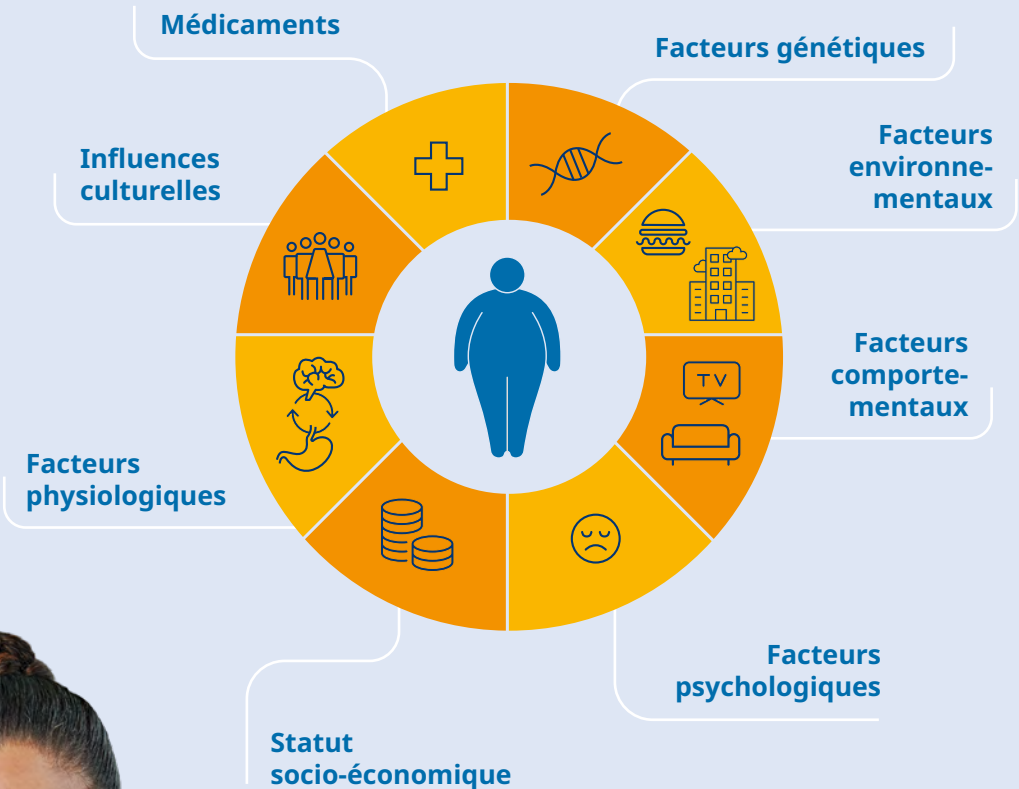 Médicaments
Facteurs génétiques
Facteurs
environne-
mentaux
Influences
culturelles
TV
Facteurs
comporte-
mentaux
Facteurs
physiologiques
Facteurs
psychologiques
Statut
socio-économique